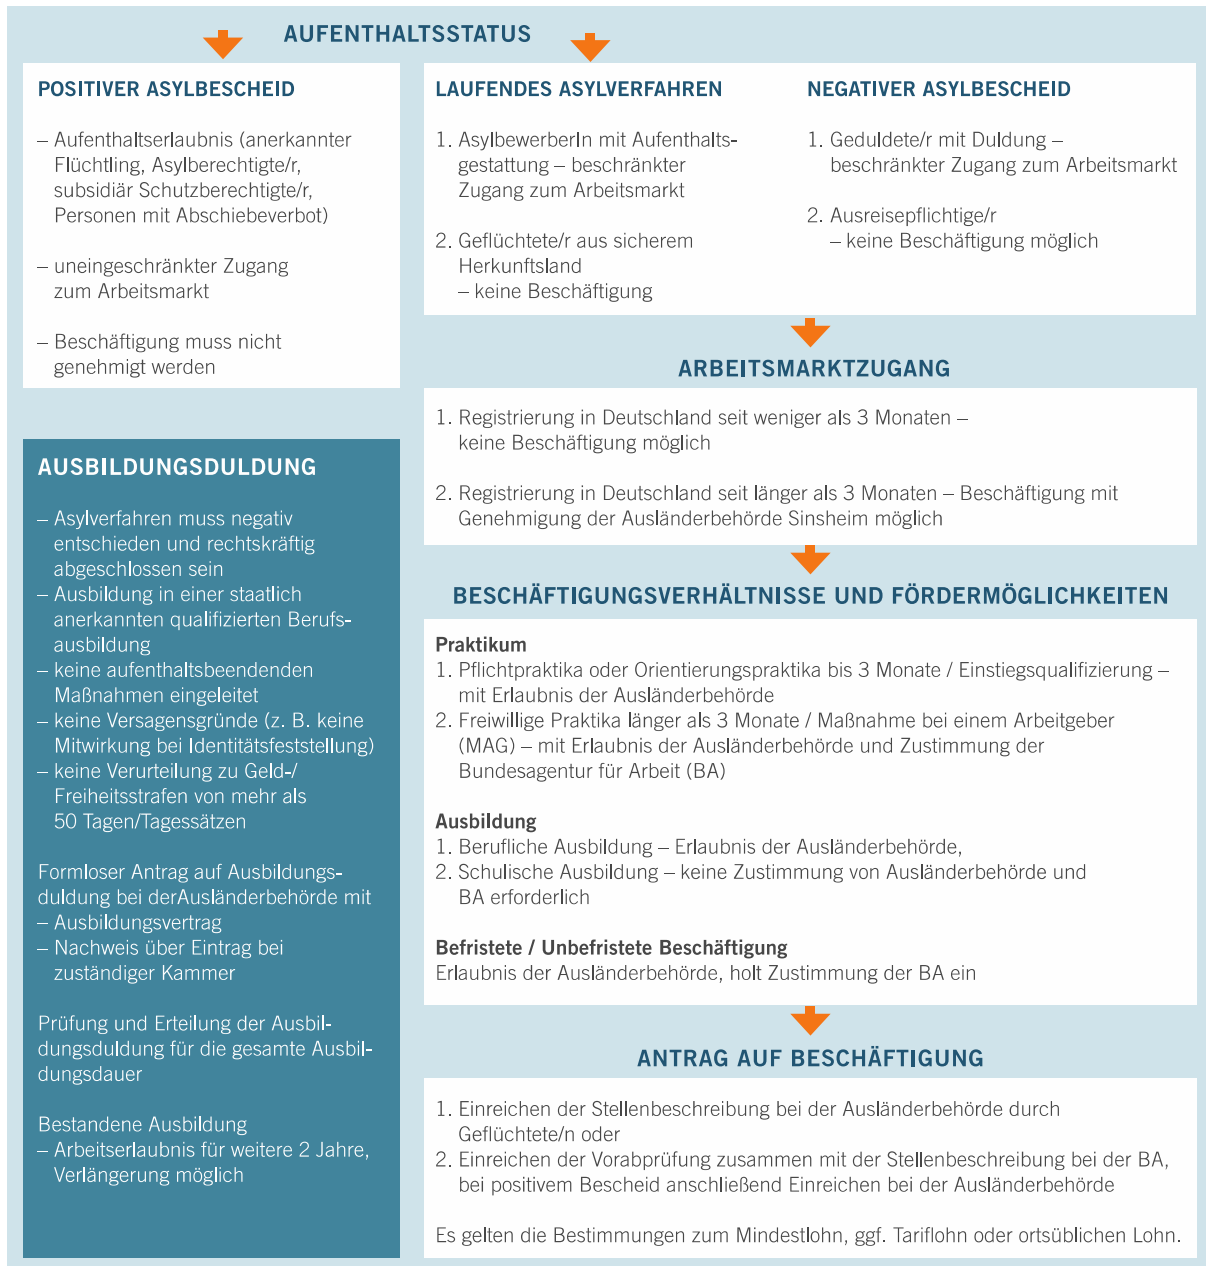 AUFENTHALTSSTATUS
POSITIVER ASYLBESCHEID
– Aufenthaltserlaubnis (anerkannter
Flüchtling, Asylberechtigte/r,
subsidiär Schutzberechtigte/r,
Personen mit Abschiebeverbot)
– uneingeschränkter Zugang
zum Arbeitsmarkt
– Beschäftigung muss nicht
genehmigt werden
LAUFENDES ASYLVERFAHREN
1. AsylbewerberIn mit Aufenthalts-
gestattung – beschränkter
Zugang zum Arbeitsmarkt
2. Geflüchtete/r aus sicherem
Herkunftsland
– keine Beschäftigung
NEGATIVER ASYLBESCHEID
1. Geduldete/r mit Duldung –
beschränkter Zugang zum Arbeitsmarkt
2. Ausreisepflichtige/r
– keine Beschäftigung möglich
ARBEITSMARKTZUGANG
1. Registrierung in Deutschland seit weniger als 3 Monaten –
keine Beschäftigung möglich
2. Registrierung in Deutschland seit länger als 3 Monaten – Beschäftigung mit
Genehmigung der Ausländerbehörde Sinsheim möglich
AUSBILDUNGSDULDUNG
– Asylverfahren muss negativ
entschieden und rechtskräftig
abgeschlossen sein
– Ausbildung in einer staatlich
anerkannten qualifizierten Berufs-
ausbildung
– keine aufenthaltsbeendenden
Maßnahmen eingeleitet
– keine Versagensgründe (z. B. keine
Mitwirkung bei Identitätsfeststellung)
– keine Verurteilung zu Geld-/
Freiheitsstrafen von mehr als
50 Tagen/Tagessätzen
Formloser Antrag auf Ausbildungs-
duldung bei derAusländerbehörde mit
– Ausbildungsvertrag
– Nachweis über Eintrag bei
zuständiger Kammer
Prüfung und Erteilung der Ausbil-
dungsduldung für die gesamte Ausbil-
dungsdauer
Bestandene Ausbildung
– Arbeitserlaubnis für weitere 2 Jahre,
Verlängerung möglich
BESCHÄFTIGUNGSVERHÄLTNISSE UND FÖRDERMÖGLICHKEITEN
Praktikum
1. Pflichtpraktika oder Orientierungspraktika bis 3 Monate / Einstiegsqualifizierung –
mit Erlaubnis der Ausländerbehörde
2. Freiwillige Praktika länger als 3 Monate / Maßnahme bei einem Arbeitgeber
(MAG) – mit Erlaubnis der Ausländerbehörde und Zustimmung der
Bundesagentur für Arbeit (BA)
Ausbildung
1. Berufliche Ausbildung – Erlaubnis der Ausländerbehörde,
2. Schulische Ausbildung – keine Zustimmung von Ausländerbehörde und
BA erforderlich
Befristete / Unbefristete Beschäftigung
Erlaubnis der Ausländerbehörde, holt Zustimmung der BA ein
ANTRAG AUF BESCHÄFTIGUNG
1. Einreichen der Stellenbeschreibung bei der Ausländerbehörde durch
Geflüchtete/n oder
2. Einreichen der Vorabprüfung zusammen mit der Stellenbeschreibung bei der BA,
bei positivem Bescheid anschließend Einreichen bei der Ausländerbehörde
Es gelten die Bestimmungen zum Mindestlohn, ggf. Tariflohn oder ortsüblichen Lohn.